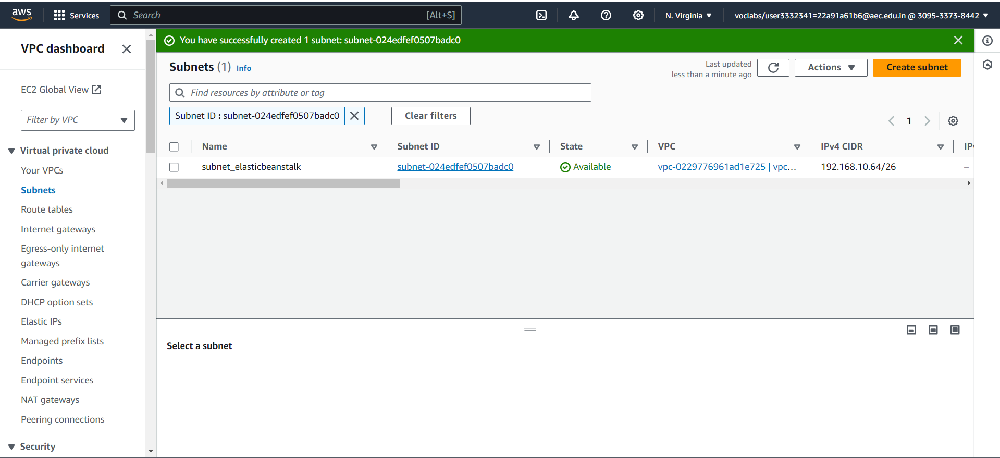 aws
Services
Search
[Alt+S]
N. Virginia
voclabs/user3332341=22a91a61b6@aec.edu.in @ 3095-3373-8442
VPC dashboard
EC2 Global View
Filter by VPC
Virtual private cloud
Your VPCs
Subnets
Route tables
Internet gateways
Egress-only internet
gateways
Carrier gateways
DHCP option sets
Elastic IPs
Managed prefix lists
Endpoints
Endpoint services
NAT gateways
Peering connections
Security
You have successfully created 1 subnet: subnet-024edfef0507badc0
Subnets (1) Info
Last updated
less than a minute ago
Actions
Create subnet
Find resources by attribute or tag
Subnet ID : subnet-024edfef0507badc0
Clear filters
1
Name Subnet ID State VPC IPv4 CIDR
subnet_elasticbeanstalk subnet-024edfef0507badc0 Available vpc-0229776961ad1e725 | vpc... 192.168.10.64/26 –
Select a subnet